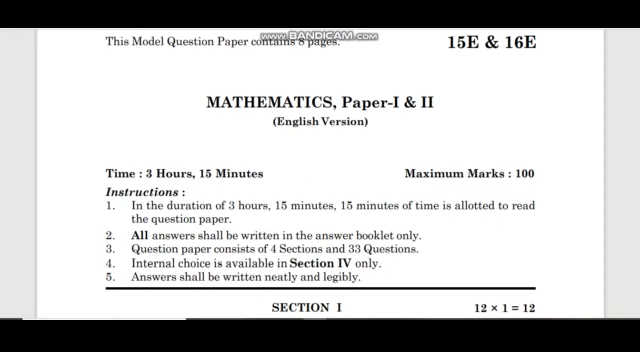 This Model Question Paper contains 8 pages.
www.BANDICAM.com
15E & 16E
MATHEMATICS, Paper-I & II
(English Version)
Time : 3 Hours, 15 Minutes Maximum Marks : 100
Instructions :
1. In the duration of 3 hours, 15 minutes, 15 minutes of time is allotted to read
the question paper.
2. All answers shall be written in the answer booklet only.
3. Question paper consists of 4 Sections and 33 Questions.
4. Internal choice is available in Section IV only.
5. Answers shall be written neatly and legibly.
SECTION I 12 × 1 = 12